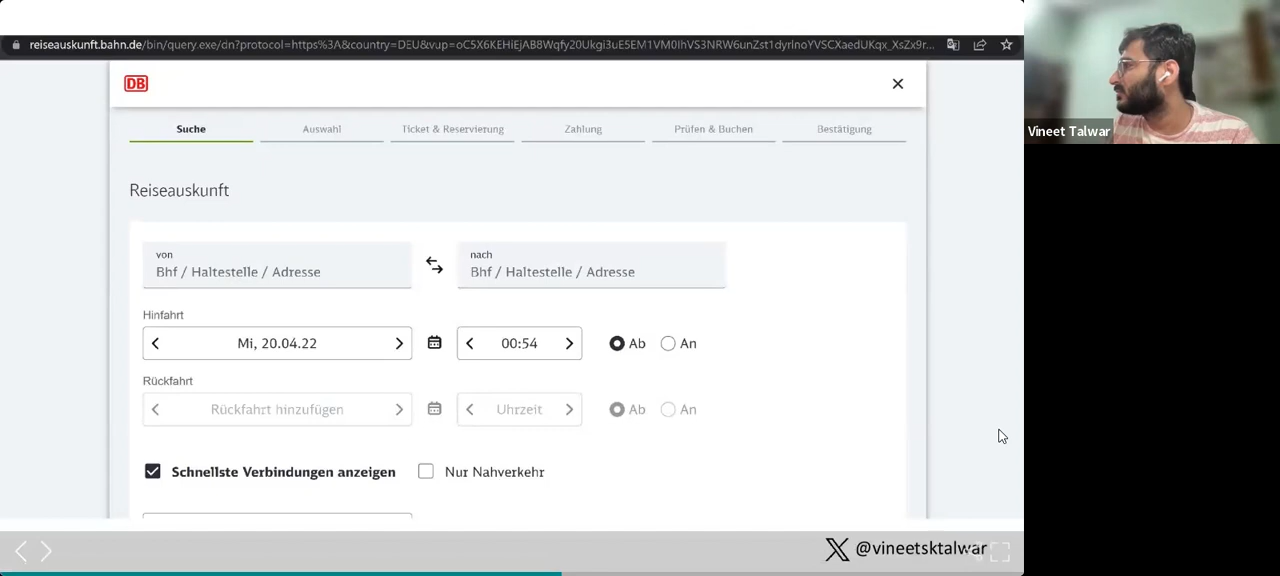 reiseauskunft.bahn.de/bin/query.exe/dn?protocol=https%3A&country=DEU&vup=
DB
Suche Auswahl Ticket & Reservierung Zahlung Prüfen & Buchen Bestätigung
Reiseauskunft
von
Bhf / Haltestelle / Adresse
nach
Bhf / Haltestelle / Adresse
Hinfahrt
Mi, 20.04.22 00:54 Ab An
Rückfahrt
Rückfahrt hinzufügen Uhrzeit Ab An
Schnellste Verbindungen anzeigen Nur Nahverkehr
@vineetsktalwar
Vineet Talwar